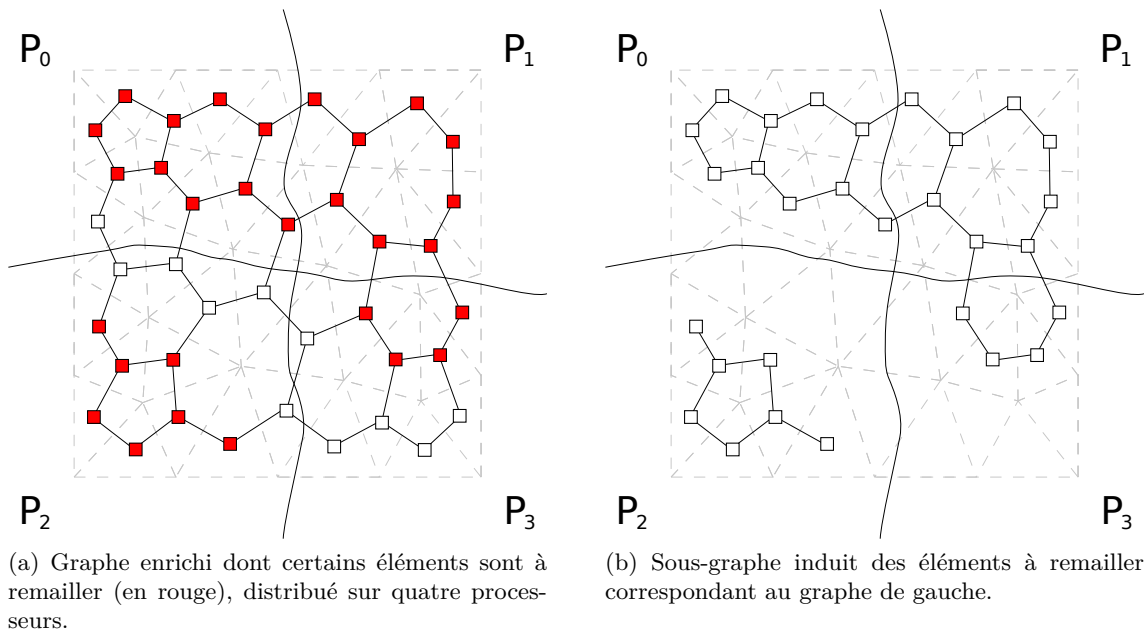 P0 P1
P0 P1
P2 P3
P2 P3
(a) Graphe enrichi dont certains éléments sont à
remailler (en rouge), distribué sur quatre proces-
seurs.
(b) Sous-graphe induit des éléments à remailler
correspondant au graphe de gauche.